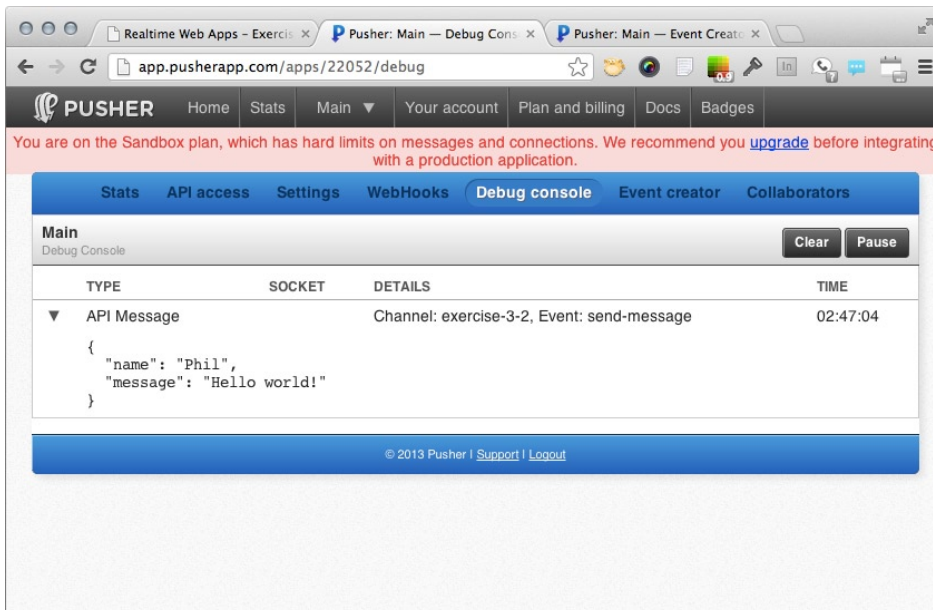 Realtime Web Apps - Exercis
Pusher: Main — Debug Cons
Pusher: Main — Event Creato
app.pusherapp.com/apps/22052/debug
0.9
In
PUSHER Home Stats Main ▼ Your account Plan and billing Docs Badges
You are on the Sandbox plan, which has hard limits on messages and connections. We recommend you upgrade before integrating
with a production application.
Stats API access Settings WebHooks Debug console Event creator Collaborators
Main
Debug Console
Clear Pause
TYPE SOCKET DETAILS TIME
▼ API Message Channel: exercise-3-2, Event: send-message 02:47:04
{
"name": "Phil",
"message": "Hello world!"
}
© 2013 Pusher | Support | Logout